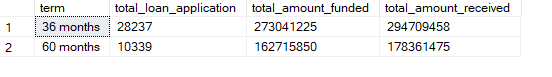 term total_loan_application total_amount_funded total_amount_received
1 36 months 28237 273041225 294709458
2 60 months 10339 162715850 178361475